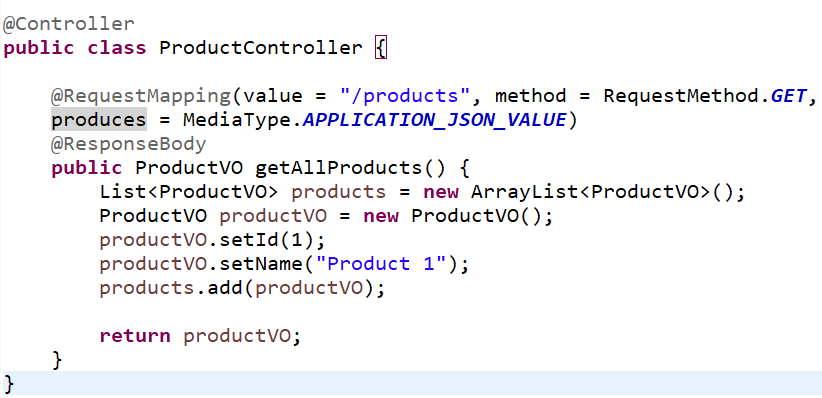 @Controller
public class ProductController {
@RequestMapping(value = "/products", method = RequestMethod.GET,
produces = MediaType.APPLICATION_JSON_VALUE)
@ResponseBody
public ProductVO getAllProducts() {
List<ProductVO> products = new ArrayList<ProductVO>();
ProductVO productVO = new ProductVO();
productVO.setId(1);
productVO.setName("Product 1");
products.add(productVO);
return productVO;
}
}